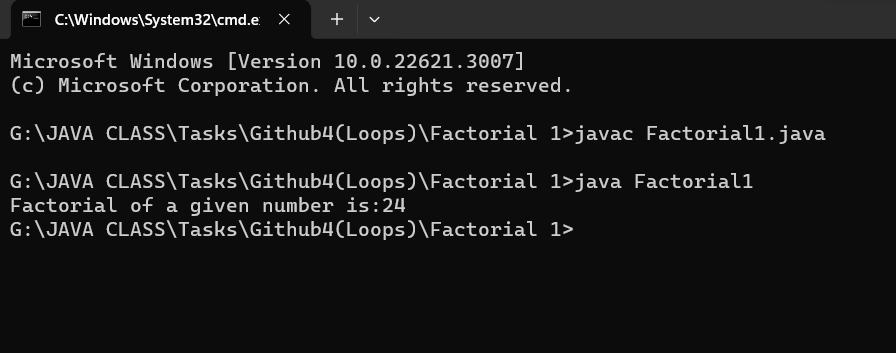 C:\Windows\System32\cmd.e
Microsoft Windows [Version 10.0.22621.3007]
(c) Microsoft Corporation. All rights reserved.
G:\JAVA CLASS\Tasks\Github4(Loops)\Factorial 1>javac Factorial1.java
G:\JAVA CLASS\Tasks\Github4(Loops)\Factorial 1>java Factorial1
Factorial of a given number is:24
G:\JAVA CLASS\Tasks\Github4(Loops)\Factorial 1>